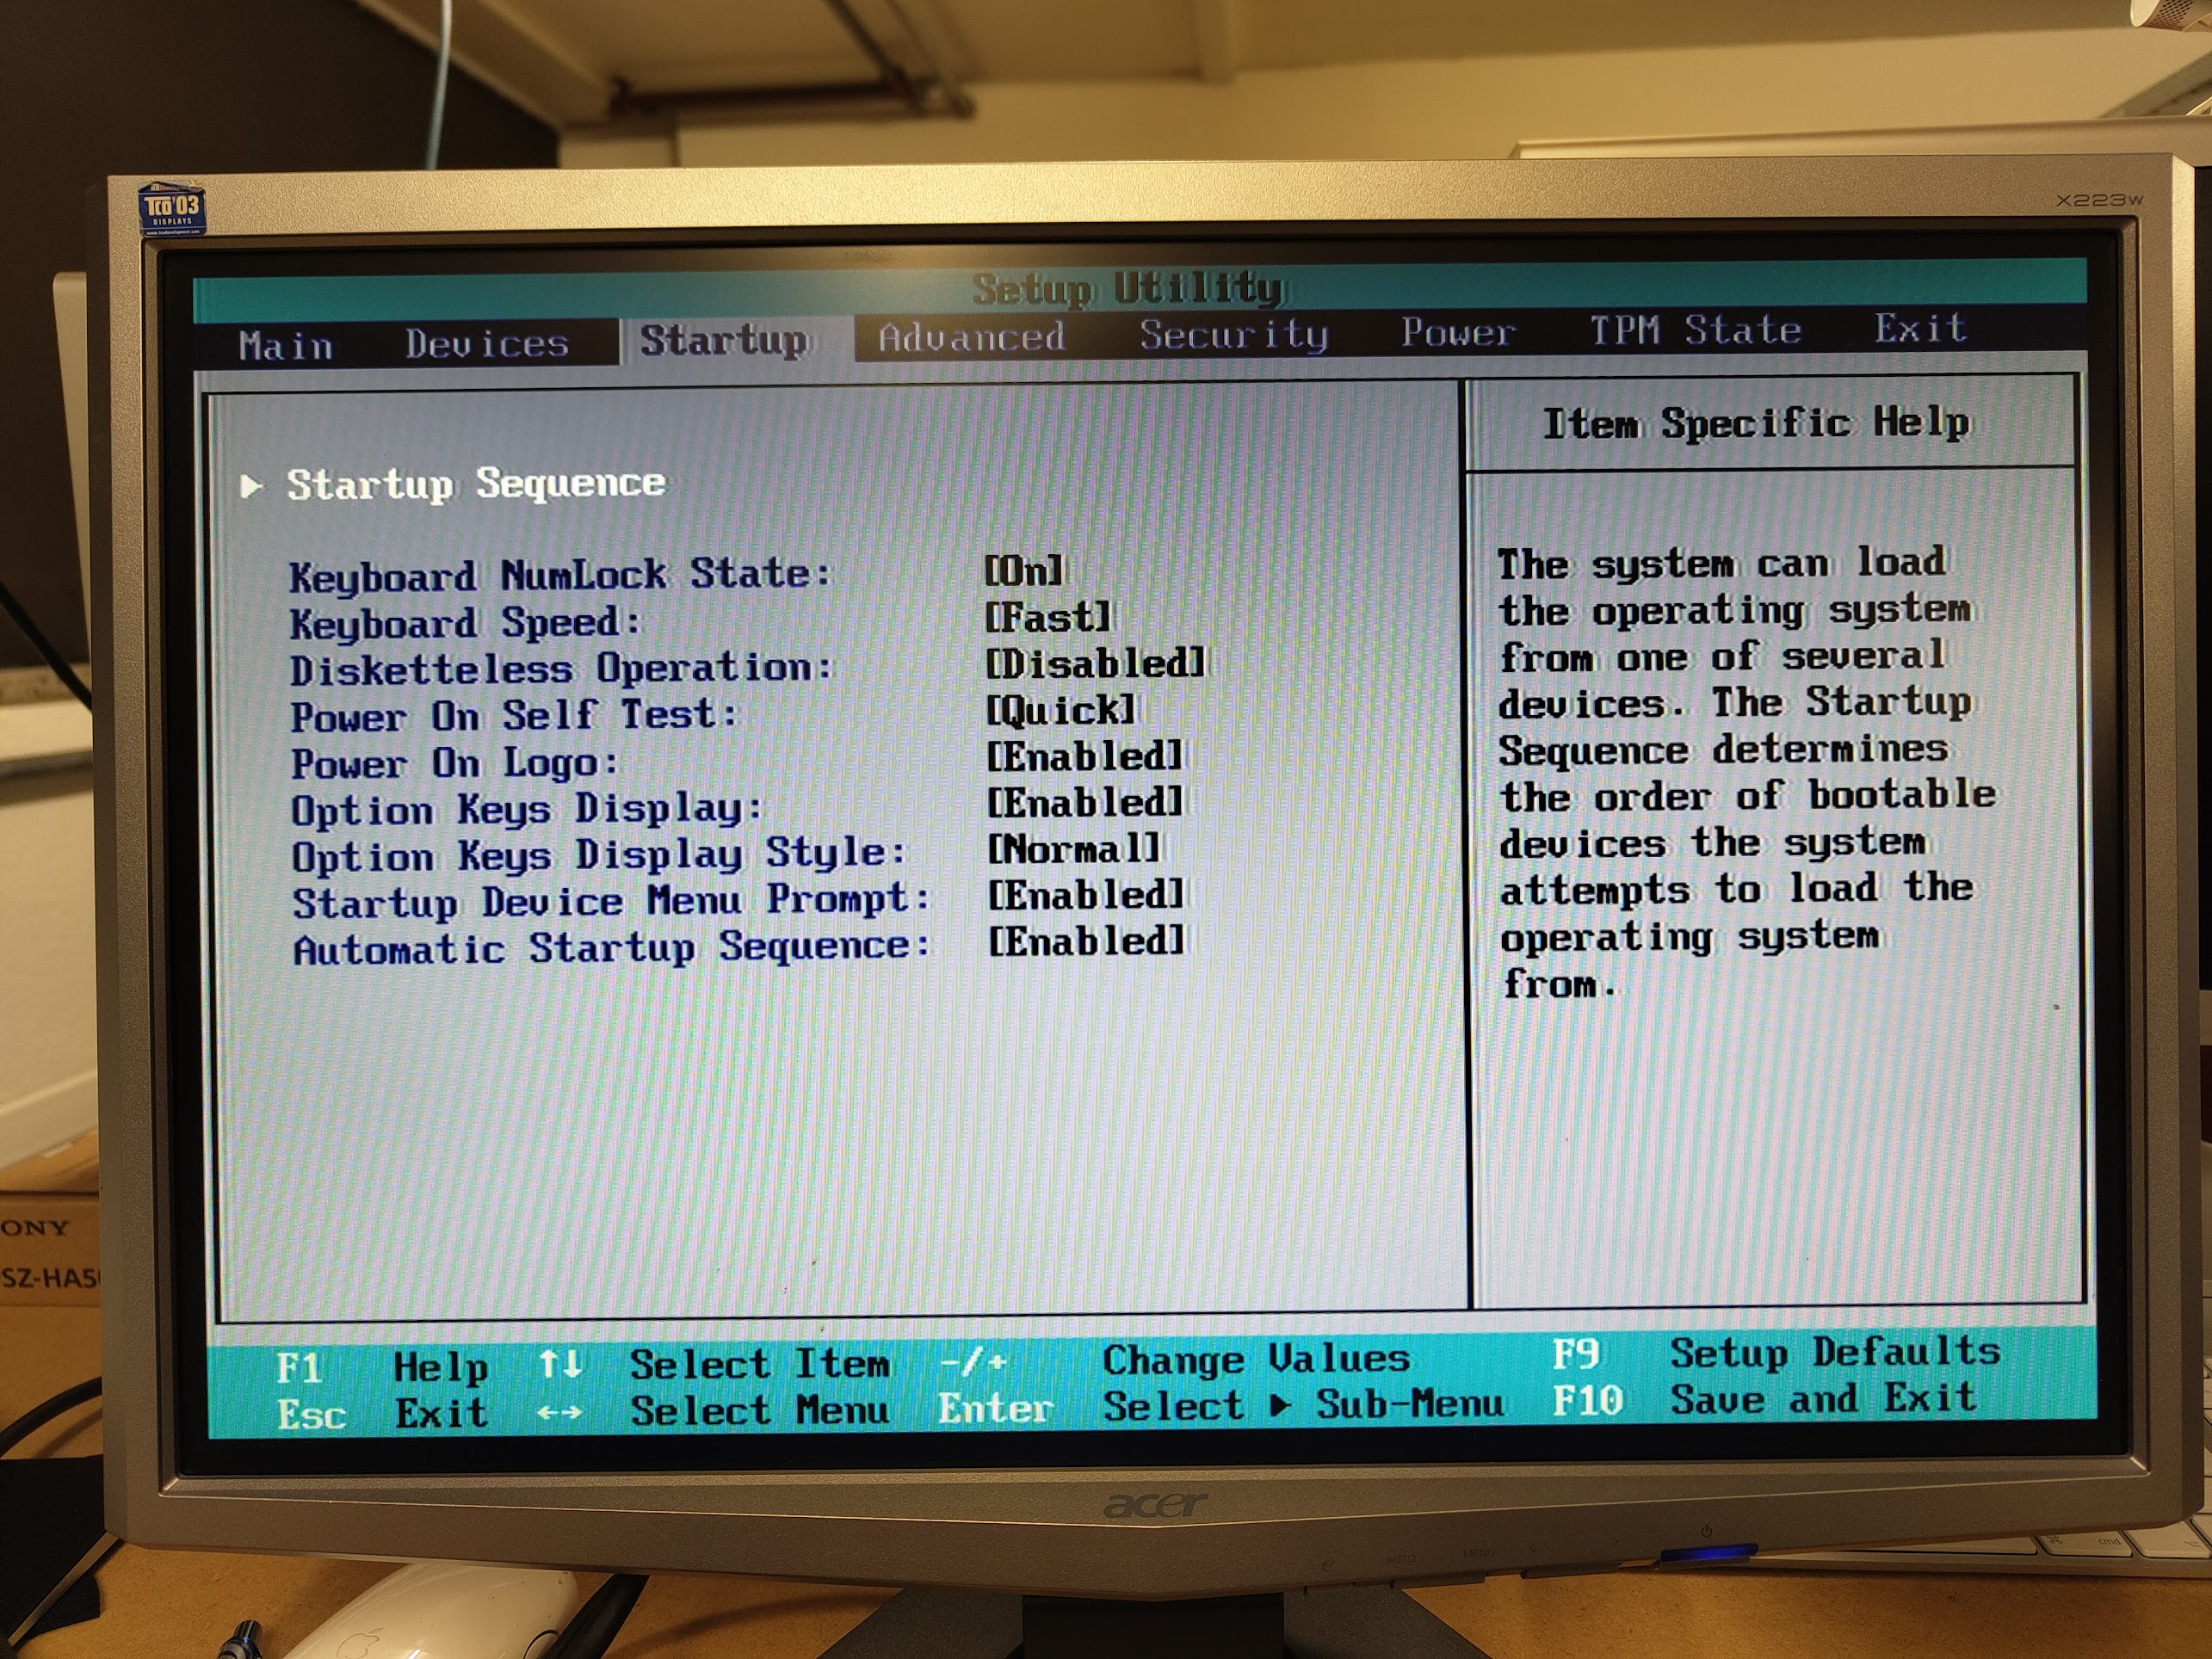 TCO'03
DISPLAYS
X223W
Setup Utility
Main Devices Startup Advanced Security Power TPM State Exit
Item Specific Help
▶ Startup Sequence
Keyboard NumLock State: [On]
Keyboard Speed: [Fast]
Disketteless Operation: [Disabled]
Power On Self Test: [Quick]
Power On Logo: [Enabled]
Option Keys Display: [Enabled]
Option Keys Display Style: [Normal]
Startup Device Menu Prompt: [Enabled]
Automatic Startup Sequence: [Enabled]
The system can load
the operating system
from one of several
devices. The Startup
Sequence determines
the order of bootable
devices the system
attempts to load the
operating system
from.
F1 Help ↑↓ Select Item -/+ Change Values F9 Setup Defaults
Esc Exit ←→ Select Menu Enter Select ▶ Sub-Menu F10 Save and Exit
acer
AUTO
MENU
ONY
SZ-HA5
cmd